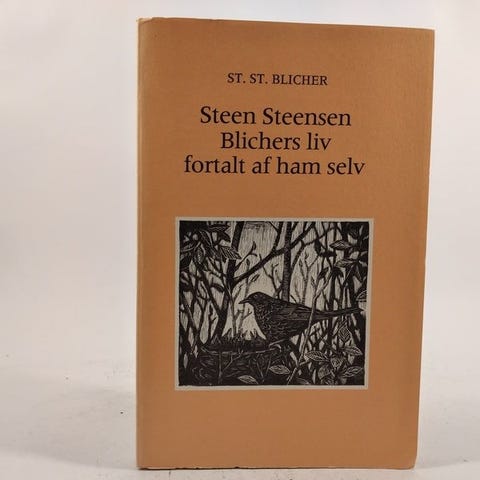 ST. ST. BLICHER
Steen Steensen
Blichers liv
fortalt af ham selv